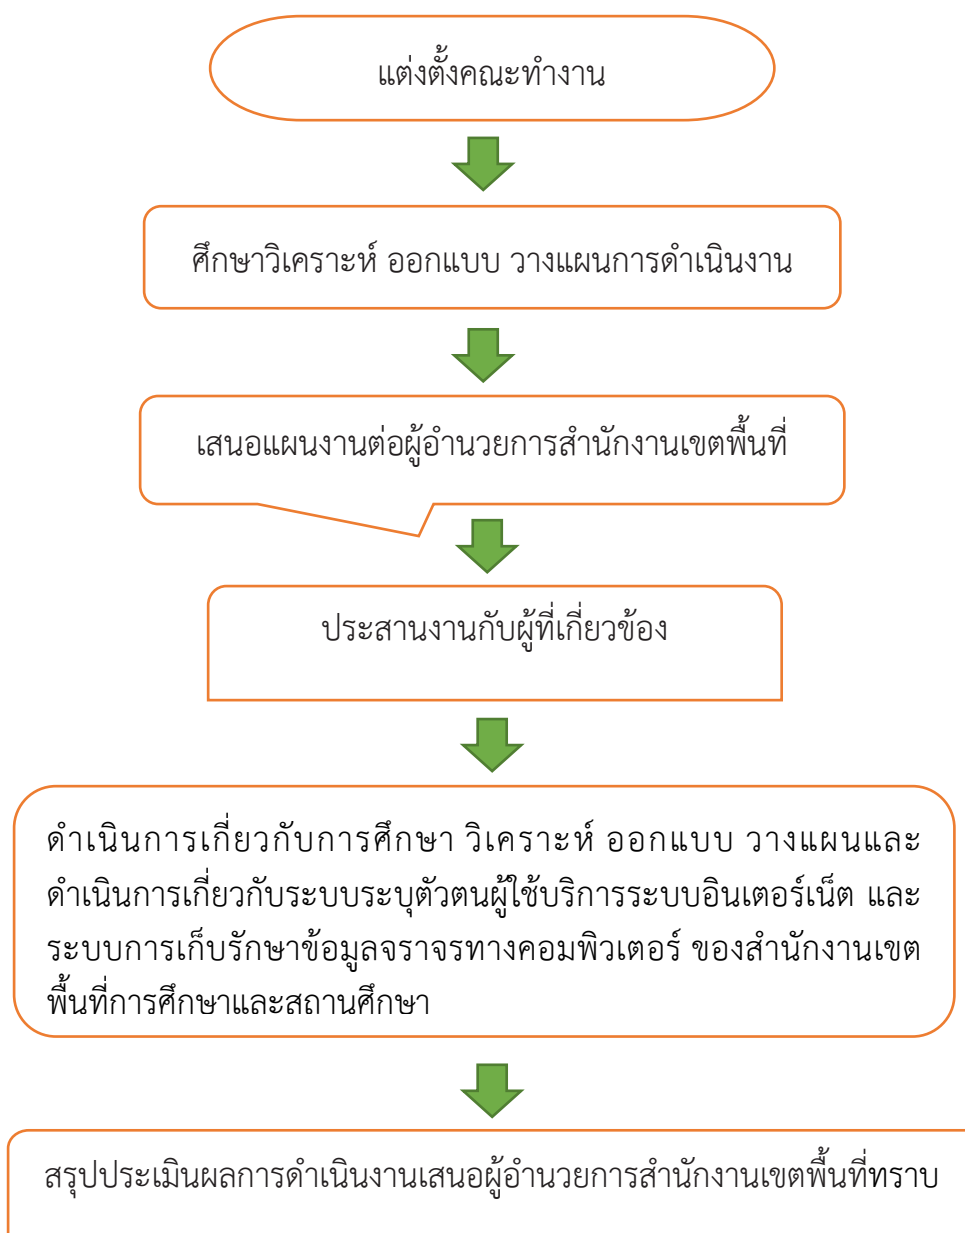 แต่งตั้งคณะทำงาน
ศึกษาวิเคราะห์ ออกแบบ วางแผนการดำเนินงาน
เสนอแผนงานต่อผู้อำนวยการสำนักงานเขตพื้นที่
ประสานงานกับผู้ที่เกี่ยวข้อง
ดำเนินการเกี่ยวกับการศึกษา วิเคราะห์ ออกแบบ วางแผนและ
ดำเนินการเกี่ยวกับระบบระบุตัวตนผู้ใช้บริการระบบอินเตอร์เน็ต และ
ระบบการเก็บรักษาข้อมูลจราจรทางคอมพิวเตอร์ ของสำนักงานเขต
พื้นที่การศึกษาและสถานศึกษา
สรุปประเมินผลการดำเนินงานเสนอผู้อำนวยการสำนักงานเขตพื้นที่ทราบ